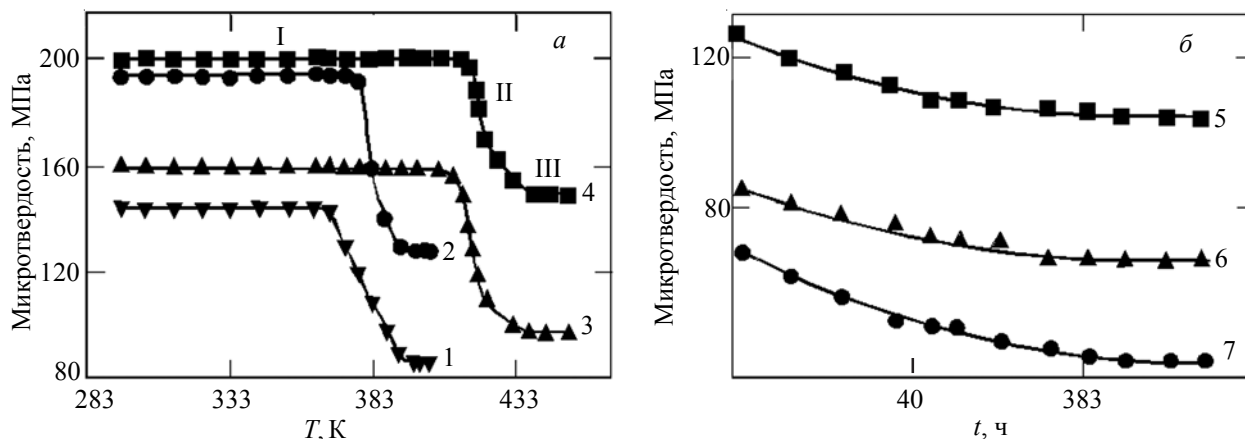 Микротвердость, МПа
200
160
120
80
I
II
III
а
4
2
3
1
283
333
383
433
T, К
Микротвердость, МПа
120
80
б
5
6
7
40
383
t, ч